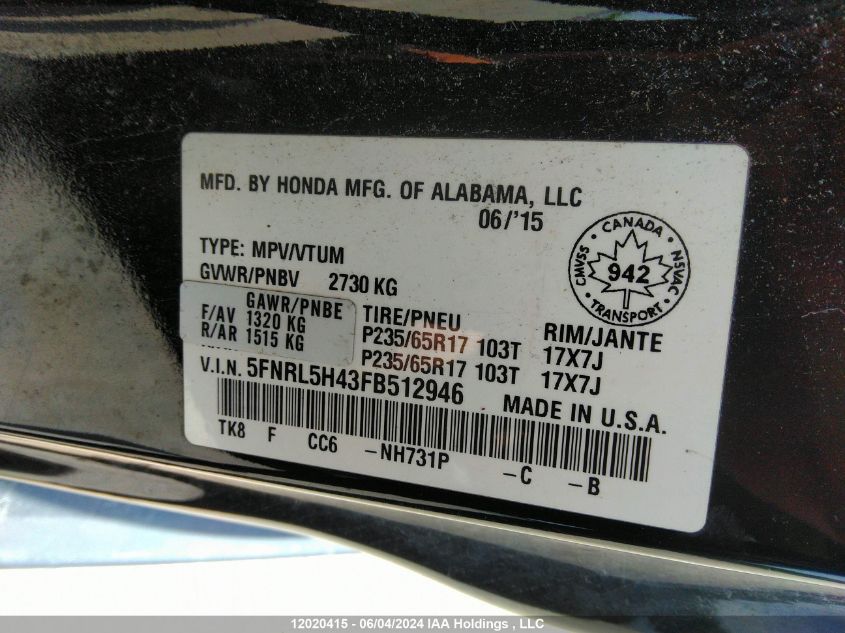 MFD. BY HONDA MFG. OF ALABAMA, LLC
06/'15
TYPE: MPV/VTUM
GVWR/PNBV 2730 KG
GAWR/PNBE
F/AV 1320 KG
R/AR 1515 KG
TIRE/PNEU
P235/65R17 103T
P235/65R17 103T
RIM/JANTE
17X7J
17X7J
CANADA
CMVSS
942
NSVAC
TRANSPORT
V.I.N. 5FNRL5H43FB512946
MADE IN U.S.A.
TK8 F CC6 -NH731P -C -B
12020415 - 06/04/2024 IAA Holdings , LLC